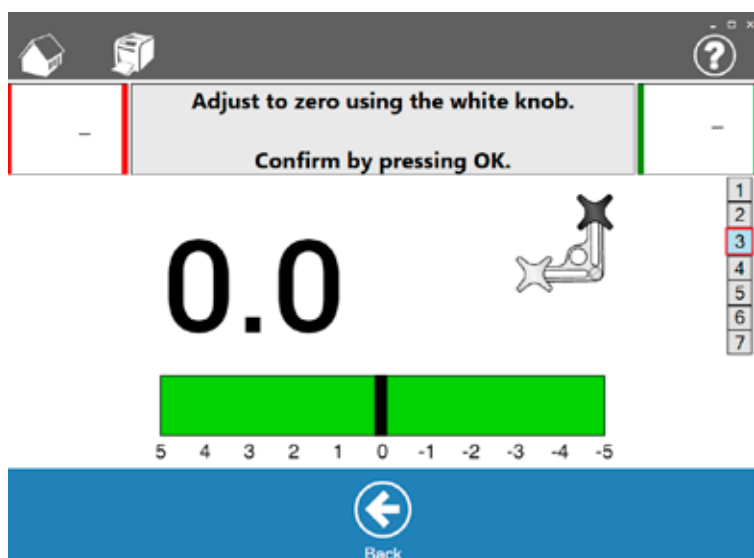 ?
–
Adjust to zero using the white knob.
Confirm by pressing OK.
–
0.0
1
2
3
4
5
6
7
5 4 3 2 1 0 -1 -2 -3 -4 -5
Back